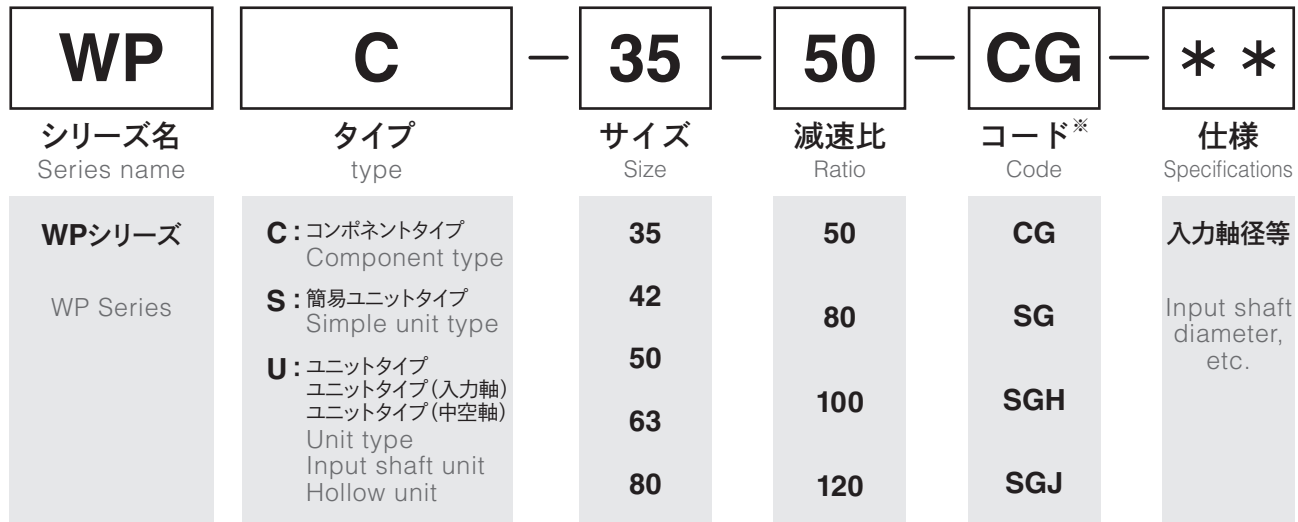 WP C — 35 — 50 — CG — ＊＊
シリーズ名 タイプ サイズ 減速比 コード※ 仕様
Series name type Size Ratio Code Specifications
WPシリーズ
WP Series
C：コンポネントタイプ
Component type
S：簡易ユニットタイプ
Simple unit type
U：ユニットタイプ
ユニットタイプ（入力軸）
ユニットタイプ（中空軸）
Unit type
Input shaft unit
Hollow unit
35
42
50
63
80
50
80
100
120
CG
SG
SGH
SGJ
入力軸径等
Input shaft
diameter,
etc.